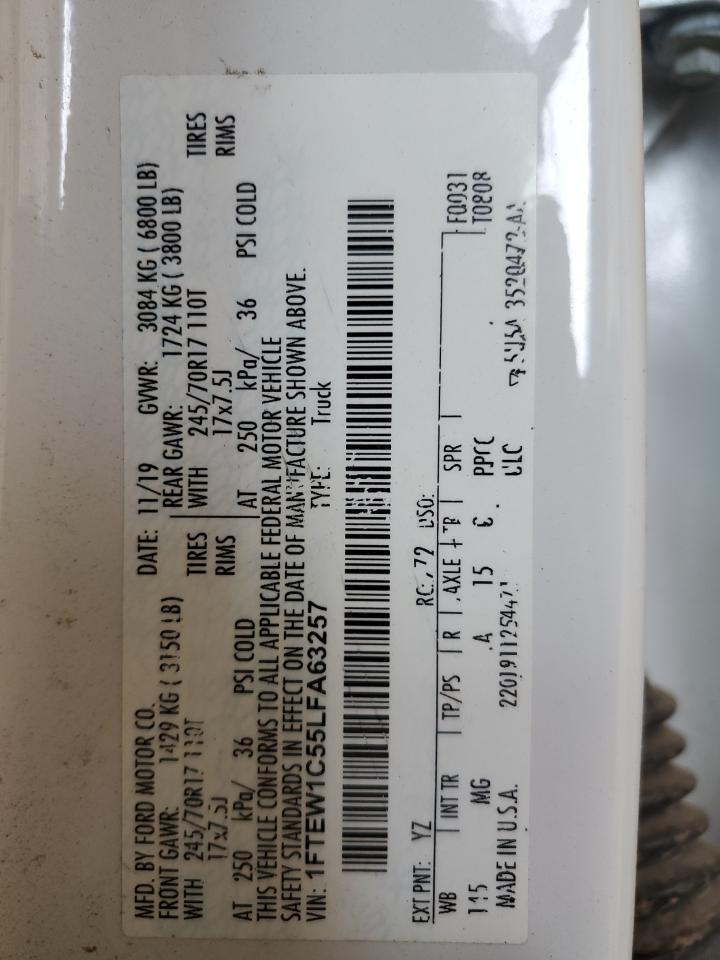 MFD. BY FORD MOTOR CO.
DATE: 11/19 GVWR: 3084 KG ( 6800 LB)
FRONT GAWR: 1429 KG ( 3150 LB) REAR GAWR: 1724 KG ( 3800 LB)
WITH 245/70R17 110T TIRES WITH 245/70R17 110T TIRES
17x7.5J RIMS 17x7.5J RIMS
AT 250 kPa/ 36 PSI COLD AT 250 kPa/ 36 PSI COLD
THIS VEHICLE CONFORMS TO ALL APPLICABLE FEDERAL MOTOR VEHICLE
SAFETY STANDARDS IN EFFECT ON THE DATE OF MANUFACTURE SHOWN ABOVE.
VIN: 1FTEW1C55LFA63257 TYPE: Truck
EXT PNT: YZ RC: 72 DSO:
WB INT TR TP/PS R AXLE TR SPR F0031
145 MG A 15 T0808
MADE IN U.S.A.